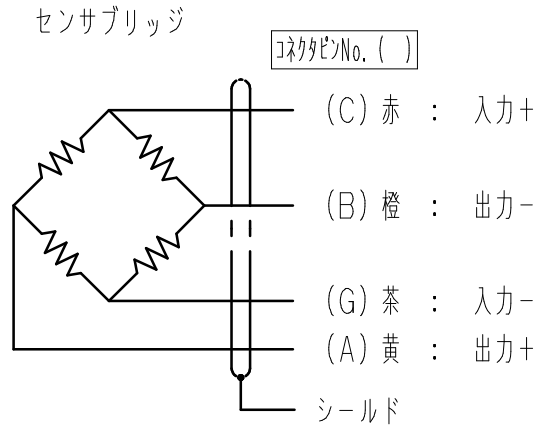 センサブリッジ
コネクタピンNo. ( )
(C) 赤 : 入力+
(B) 橙 : 出力-
(G) 茶 : 入力-
(A) 黄 : 出力+
シールド